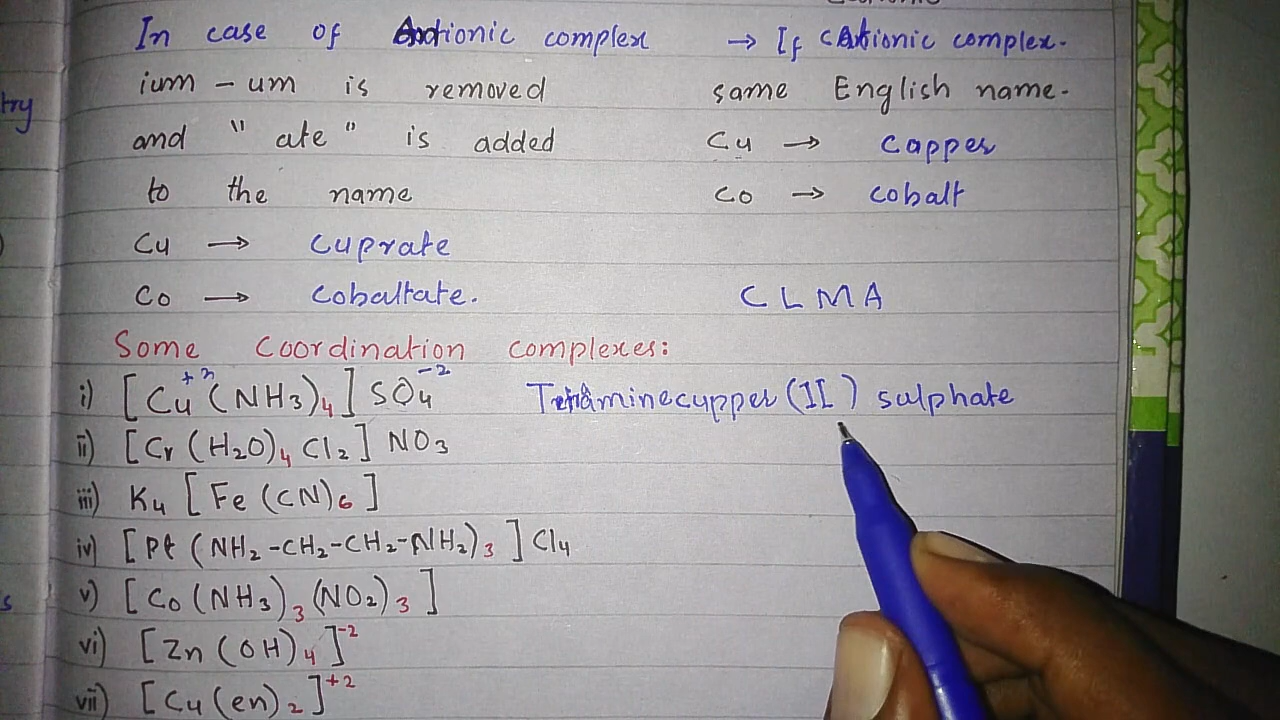 In case of Anionic complex → If Cationic complex.
ium - um is removed same English name.
and "ate" is added Cu → Capper
to the name Co → cobalt
Cu → Cuprate
Co → Cobaltate. C L M A
Some Coordination complexes:
i) [Cu⁺²(NH3)4] SO4⁻² Tetraaminecupper (II) sulphate
ii) [Cr (H2O)4 Cl2] NO3
iii) K4 [Fe (CN)6]
iv) [Pt (NH2-CH2-CH2-NH2)3] Cl4
v) [Co (NH3)3 (NO2)3]
vi) [Zn (OH)4]⁻²
vii) [Cu (en)2]⁺²
try
)
s